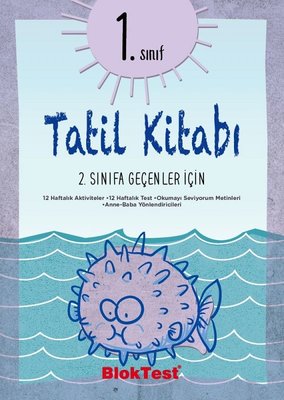 1. sınıf
Tatil Kitabı
2. SINIFA GEÇENLER İÇİN
12 Haftalık Aktiviteler •12 Haftalık Test •Okumayı Seviyorum Metinleri
•Anne-Baba Yönlendiricileri
BlokTest®